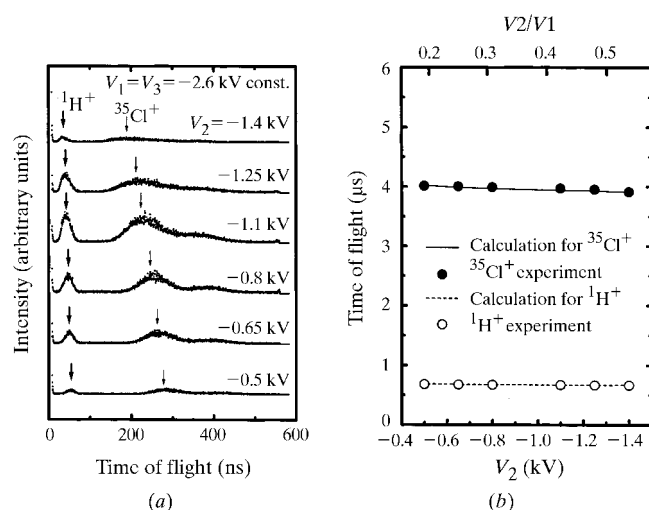 V₁=V₃=−2.6 kV const.
¹H⁺
³⁵Cl⁺
V₂=−1.4 kV
−1.25 kV
−1.1 kV
−0.8 kV
−0.65 kV
−0.5 kV
Intensity (arbitrary units)
0 200 400 600
Time of flight (ns)
(a)
V2/V1
0.2 0.3 0.4 0.5
6
5
4
3
2
1
0
Time of flight (µs)
Calculation for ³⁵Cl⁺
³⁵Cl⁺ experiment
Calculation for ¹H⁺
¹H⁺ experiment
−0.4 −0.6 −0.8 −1 −1.2 −1.4
V₂ (kV)
(b)